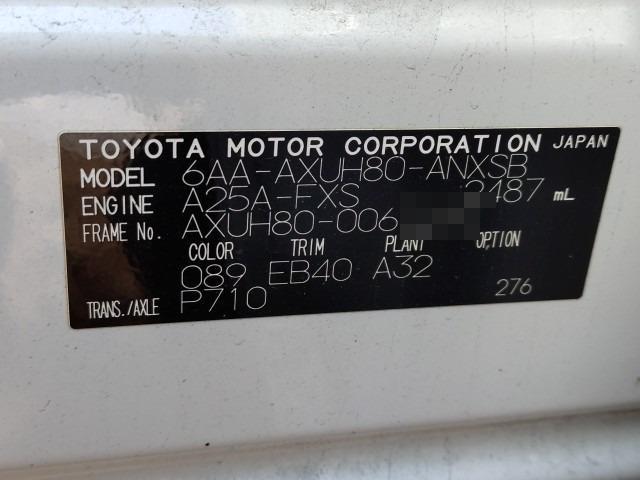 TOYOTA MOTOR CORPORATION JAPAN
MODEL 6AA-AXUH80-ANXSB
ENGINE A25A-FXS 2487 mL
FRAME No. AXUH80-006
COLOR TRIM PLANT OPTION
089 EB40 A32
TRANS./AXLE P710 276